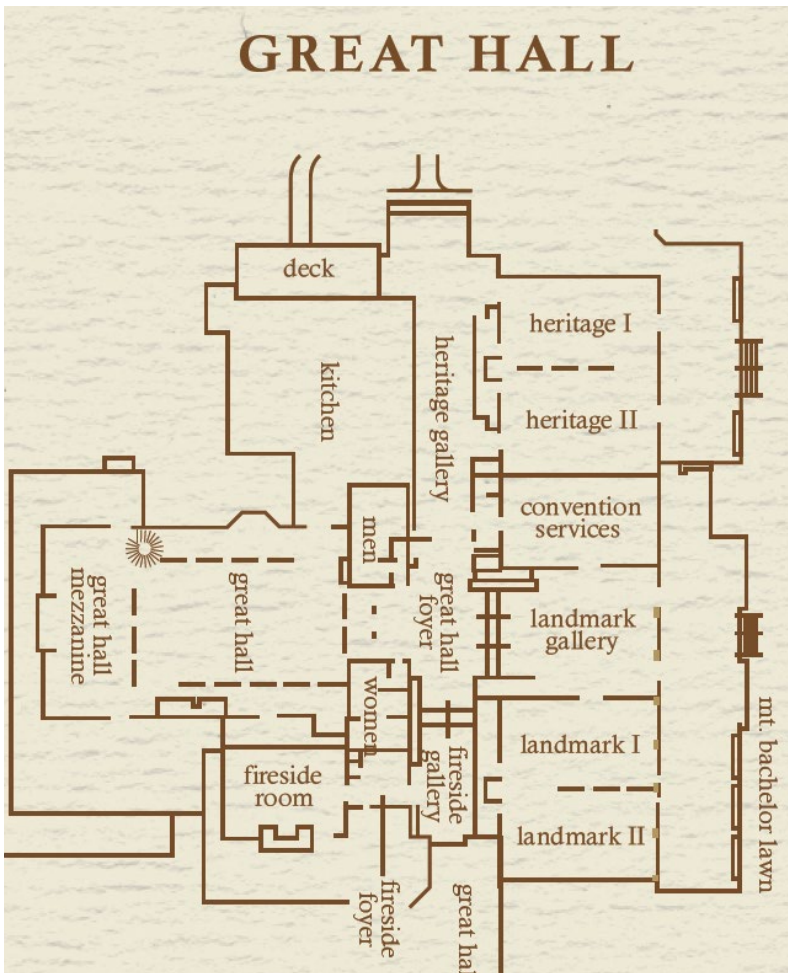 GREAT HALL
deck
heritage I
heritage gallery
kitchen
heritage II
convention
services
men
great hall
mezzanine
great hall
great hall
foyer
landmark
gallery
women
mt. bachelor lawn
landmark I
fireside
gallery
fireside
room
landmark II
fireside
foyer
great